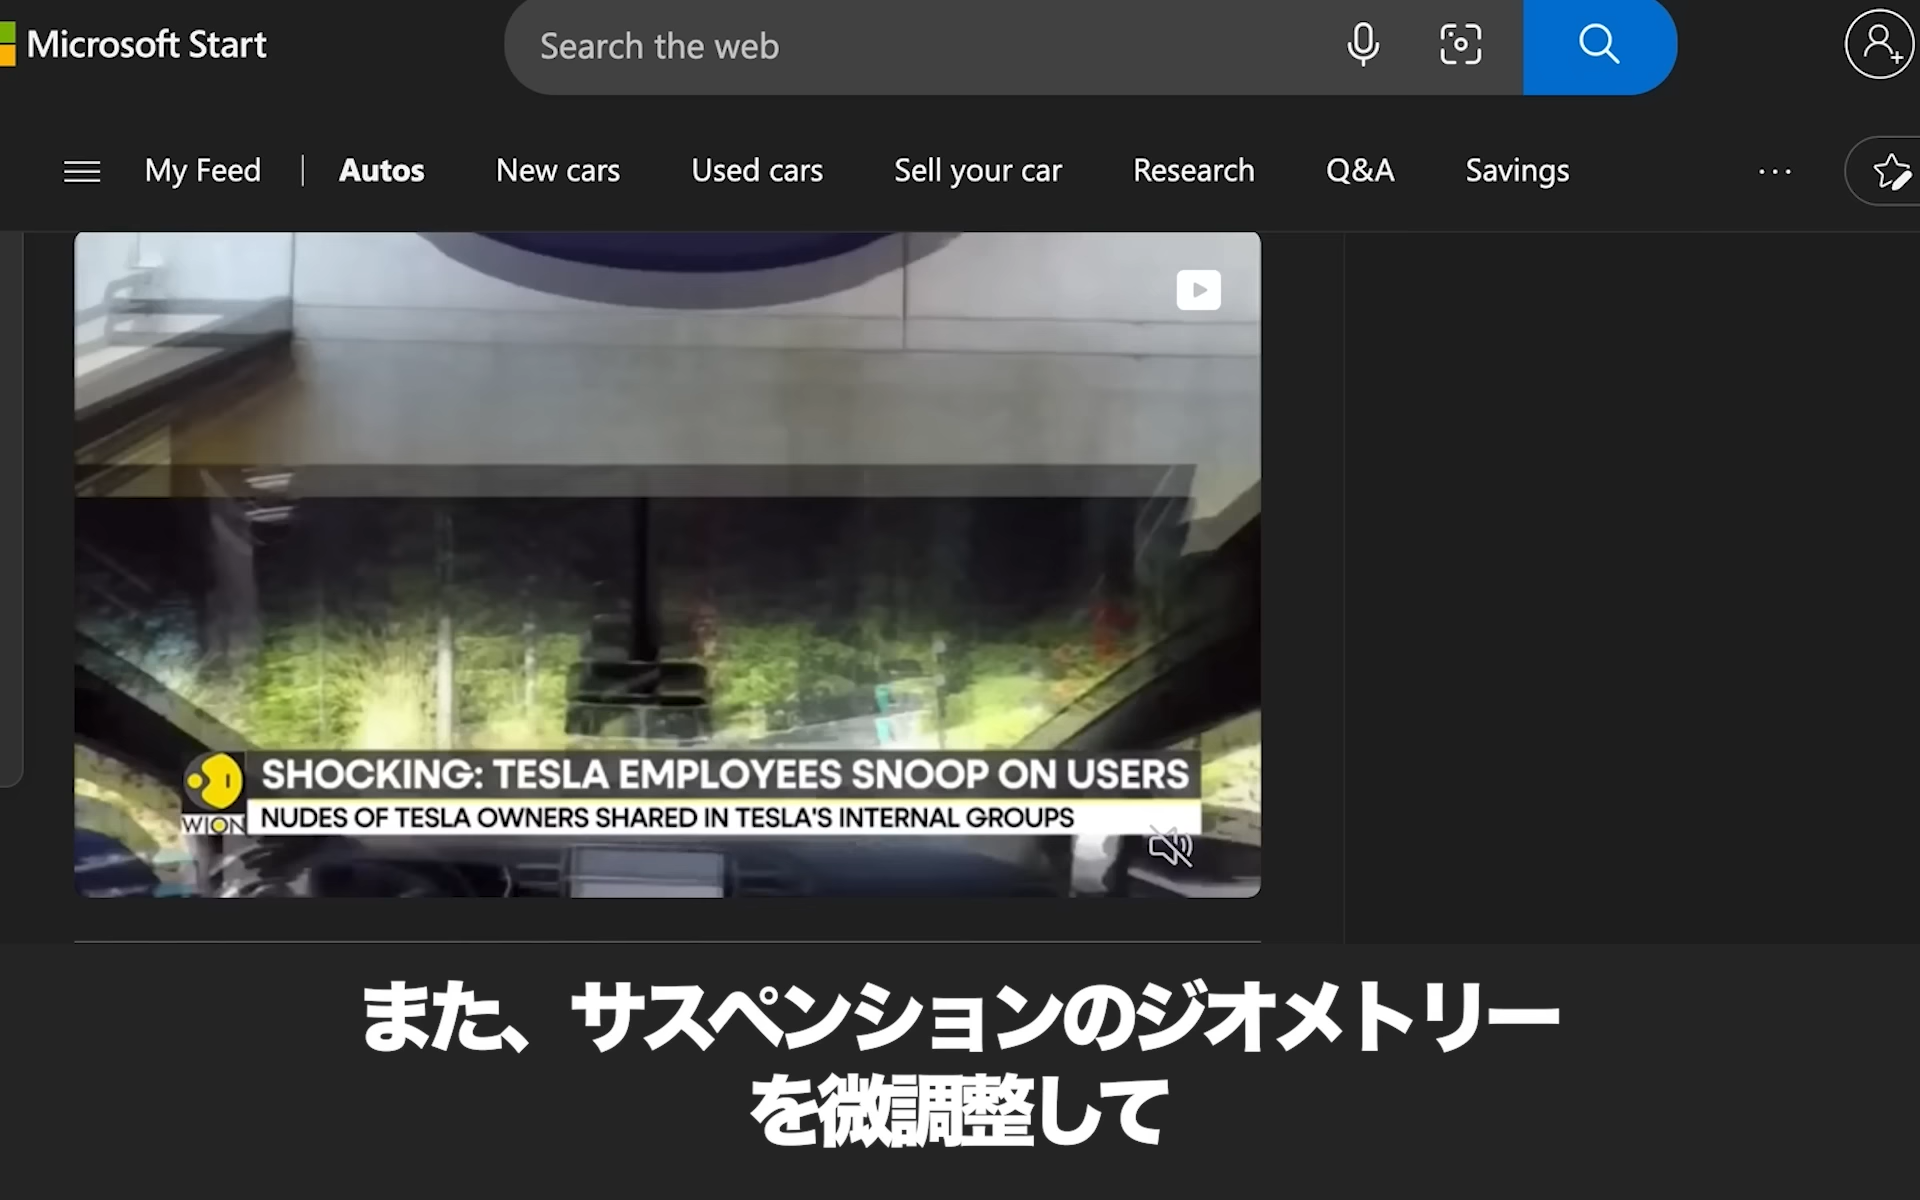 Microsoft Start
Search the web
My Feed
Autos
New cars
Used cars
Sell your car
Research
Q&A
Savings
SHOCKING: TESLA EMPLOYEES SNOOP ON USERS
WION
NUDES OF TESLA OWNERS SHARED IN TESLA'S INTERNAL GROUPS
また、サスペンションのジオメトリー
を微調整して